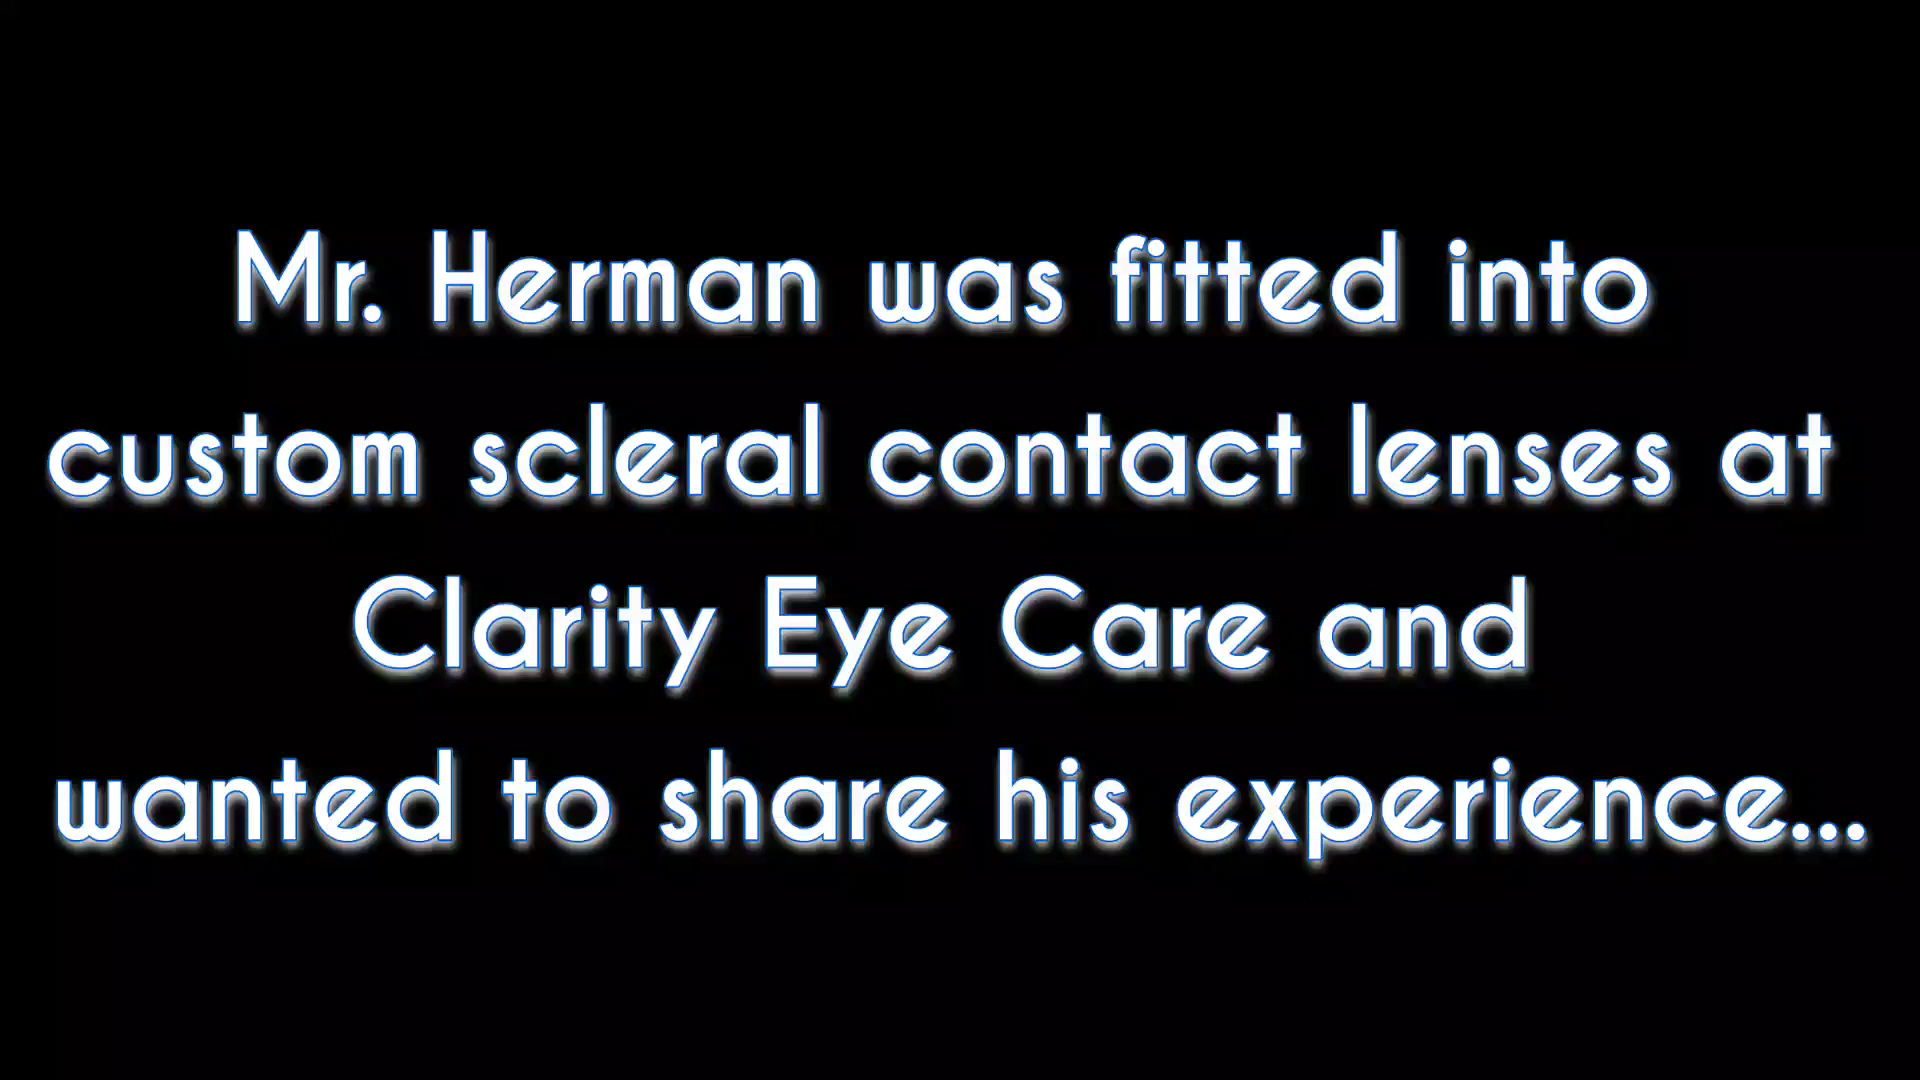 Mr. Herman was fitted into
custom scleral contact lenses at
Clarity Eye Care and
wanted to share his experience...